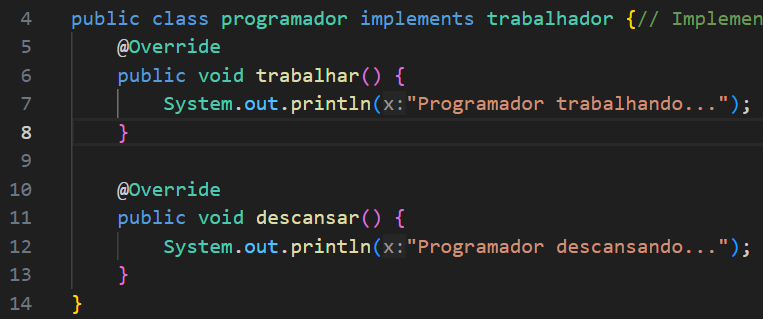 4 public class programador implements trabalhador {// Implemen
5 @Override
6 public void trabalhar() {
7 System.out.println(x:"Programador trabalhando...");
8 }
9
10 @Override
11 public void descansar() {
12 System.out.println(x:"Programador descansando...");
13 }
14 }